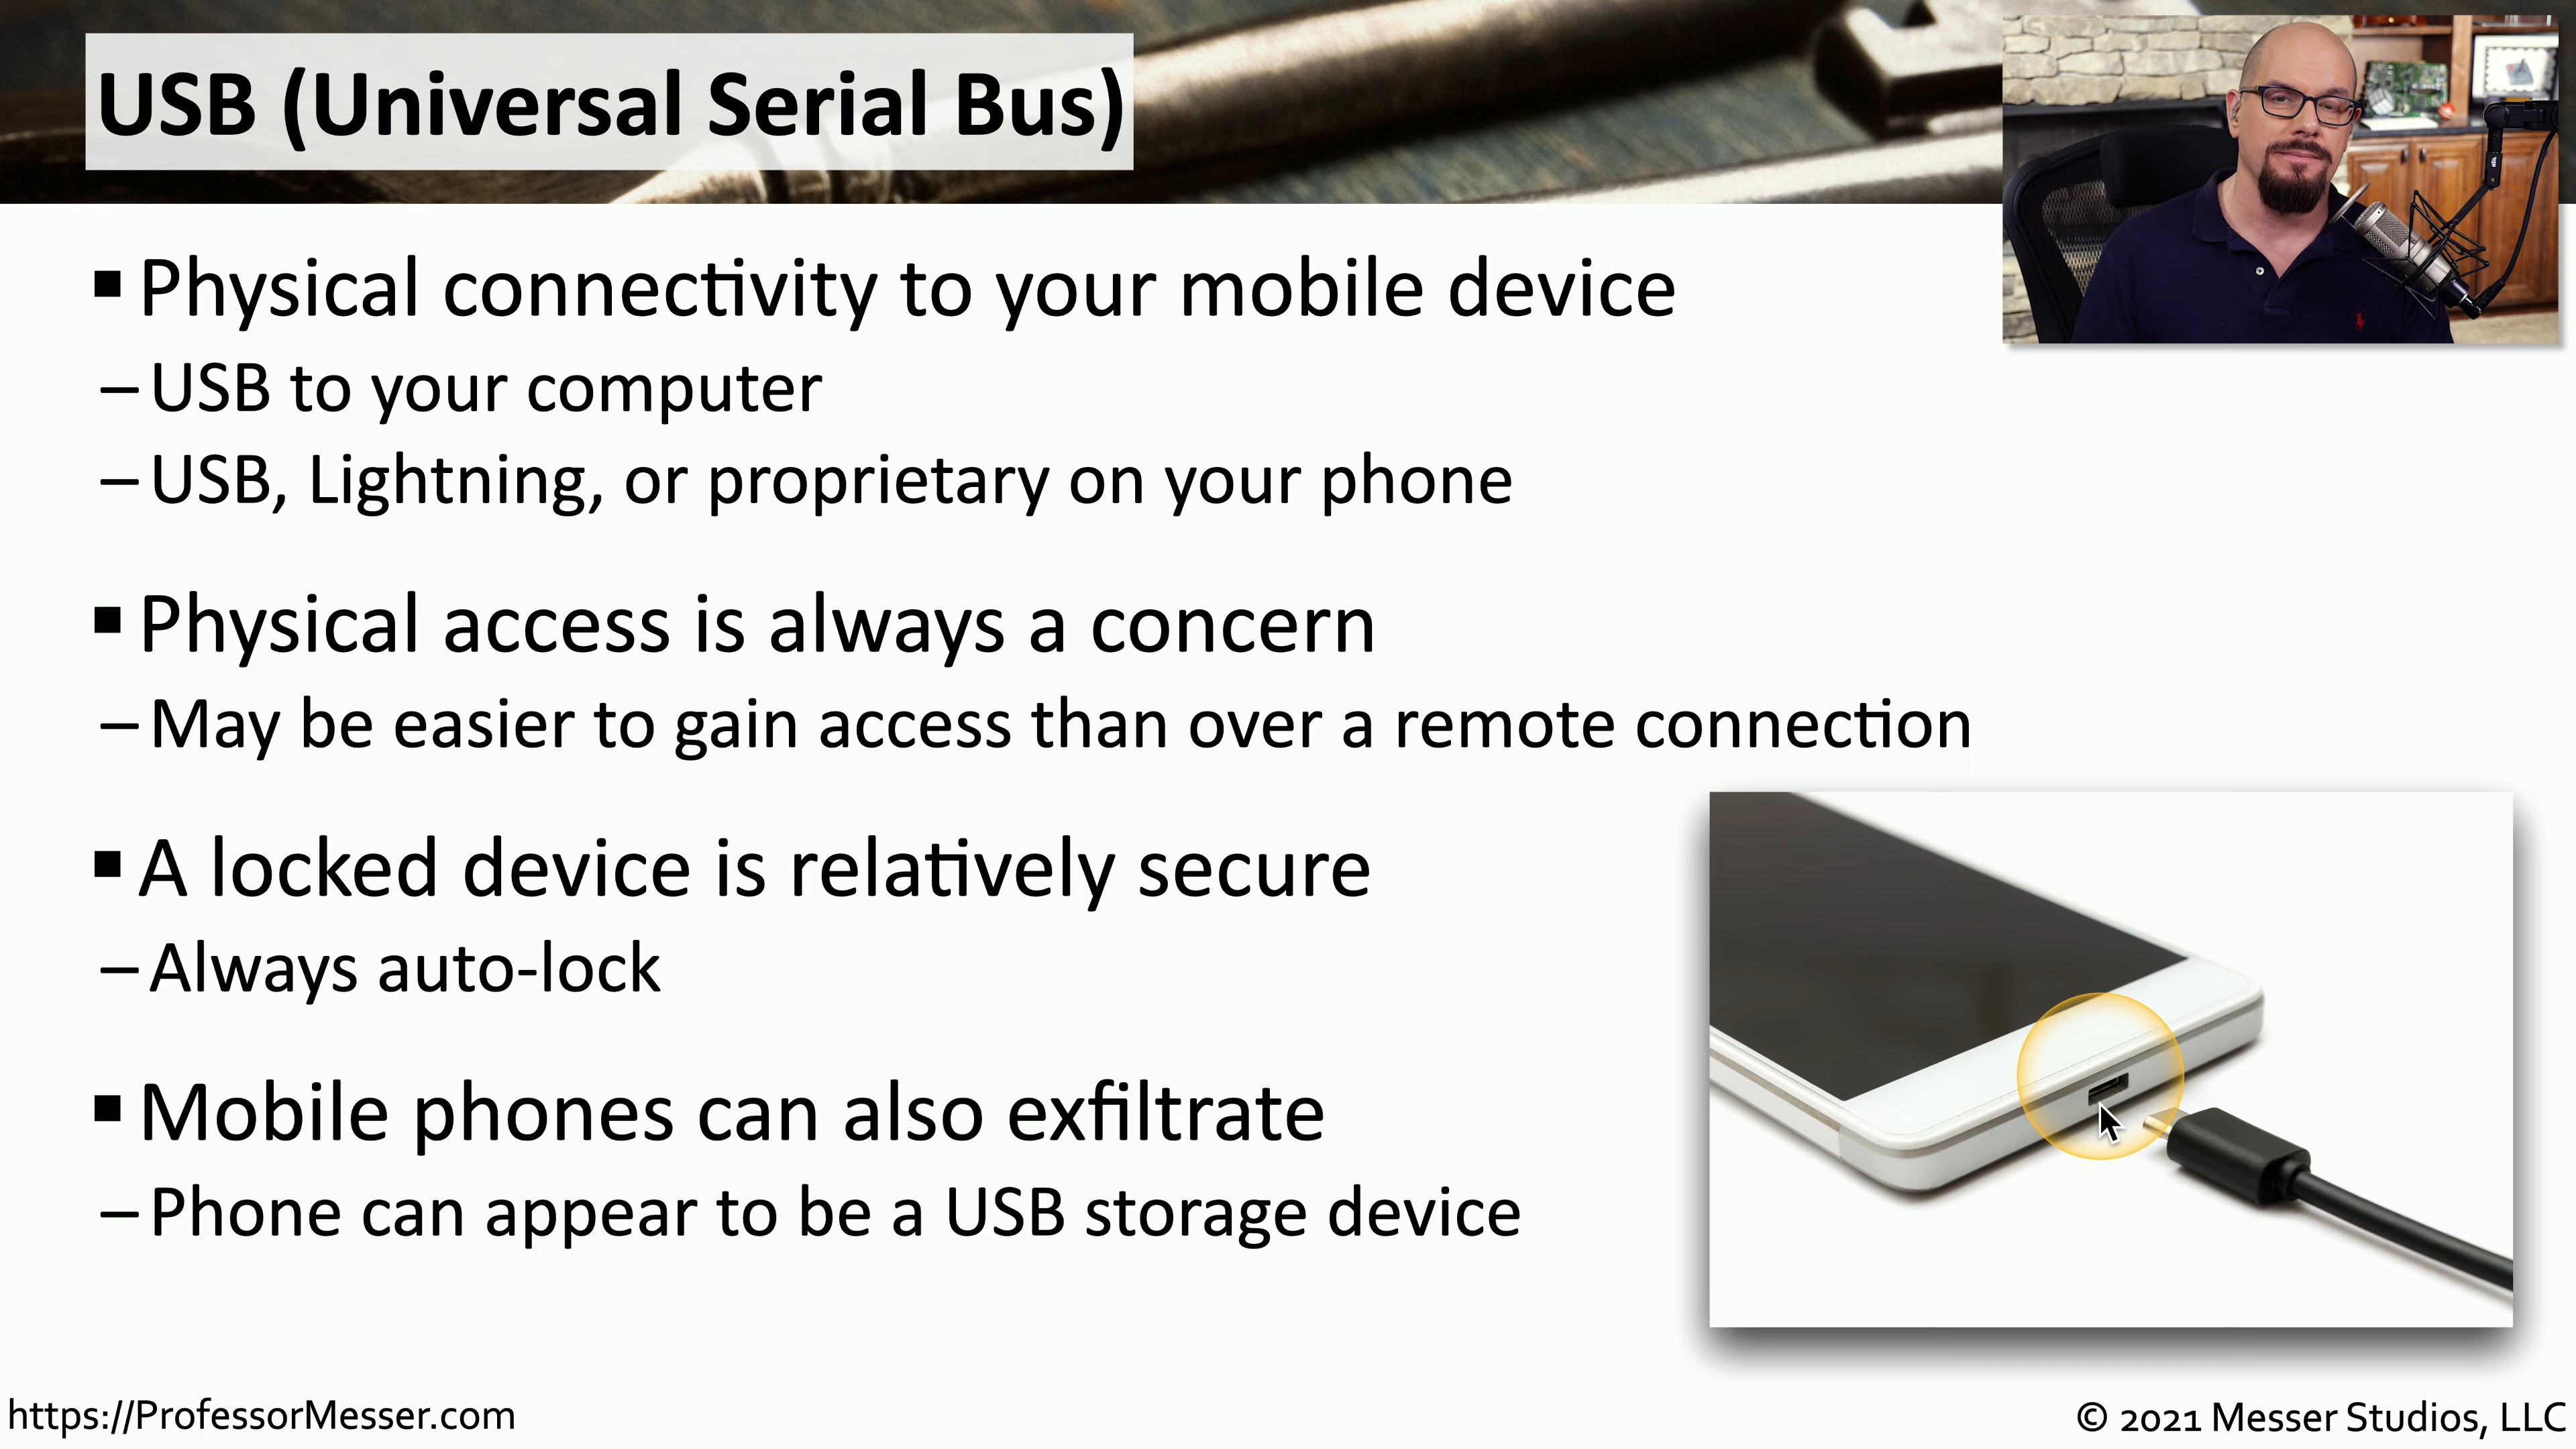 USB (Universal Serial Bus)
▪ Physical connectivity to your mobile device
– USB to your computer
– USB, Lightning, or proprietary on your phone
▪ Physical access is always a concern
– May be easier to gain access than over a remote connection
▪ A locked device is relatively secure
– Always auto-lock
▪ Mobile phones can also exfiltrate
– Phone can appear to be a USB storage device
https://ProfessorMesser.com
© 2021 Messer Studios, LLC